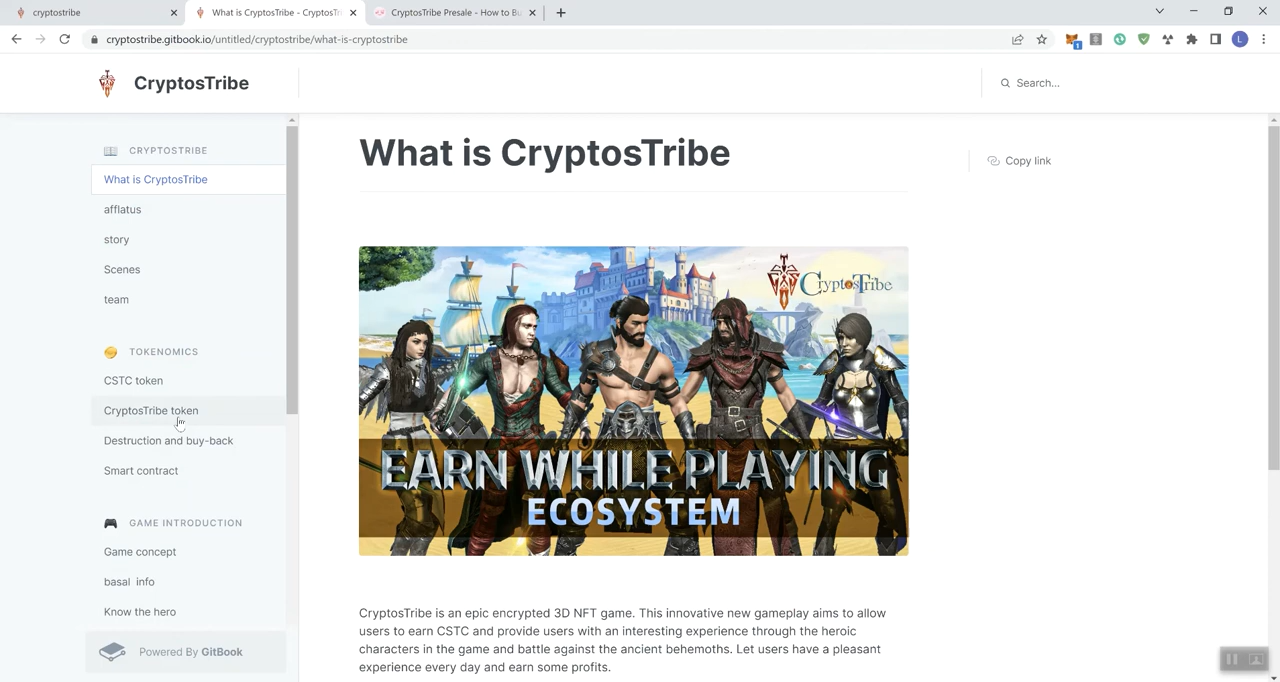 cryptostribe
What is CryptosTribe - CryptosTri
CryptosTribe Presale - How to Bu
cryptostribe.gitbook.io/untitled/cryptostribe/what-is-cryptostribe
1
L
CryptosTribe
Search...
CRYPTOSTRIBE
What is CryptosTribe
afflatus
story
Scenes
team
TOKENOMICS
CSTC token
CryptosTribe token
Destruction and buy-back
Smart contract
GAME INTRODUCTION
Game concept
basal info
Know the hero
Powered By GitBook
What is CryptosTribe
Copy link
CryptosTribe
EARN WHILE PLAYING
ECOSYSTEM
CryptosTribe is an epic encrypted 3D NFT game. This innovative new gameplay aims to allow
users to earn CSTC and provide users with an interesting experience through the heroic
characters in the game and battle against the ancient behemoths. Let users have a pleasant
experience every day and earn some profits.